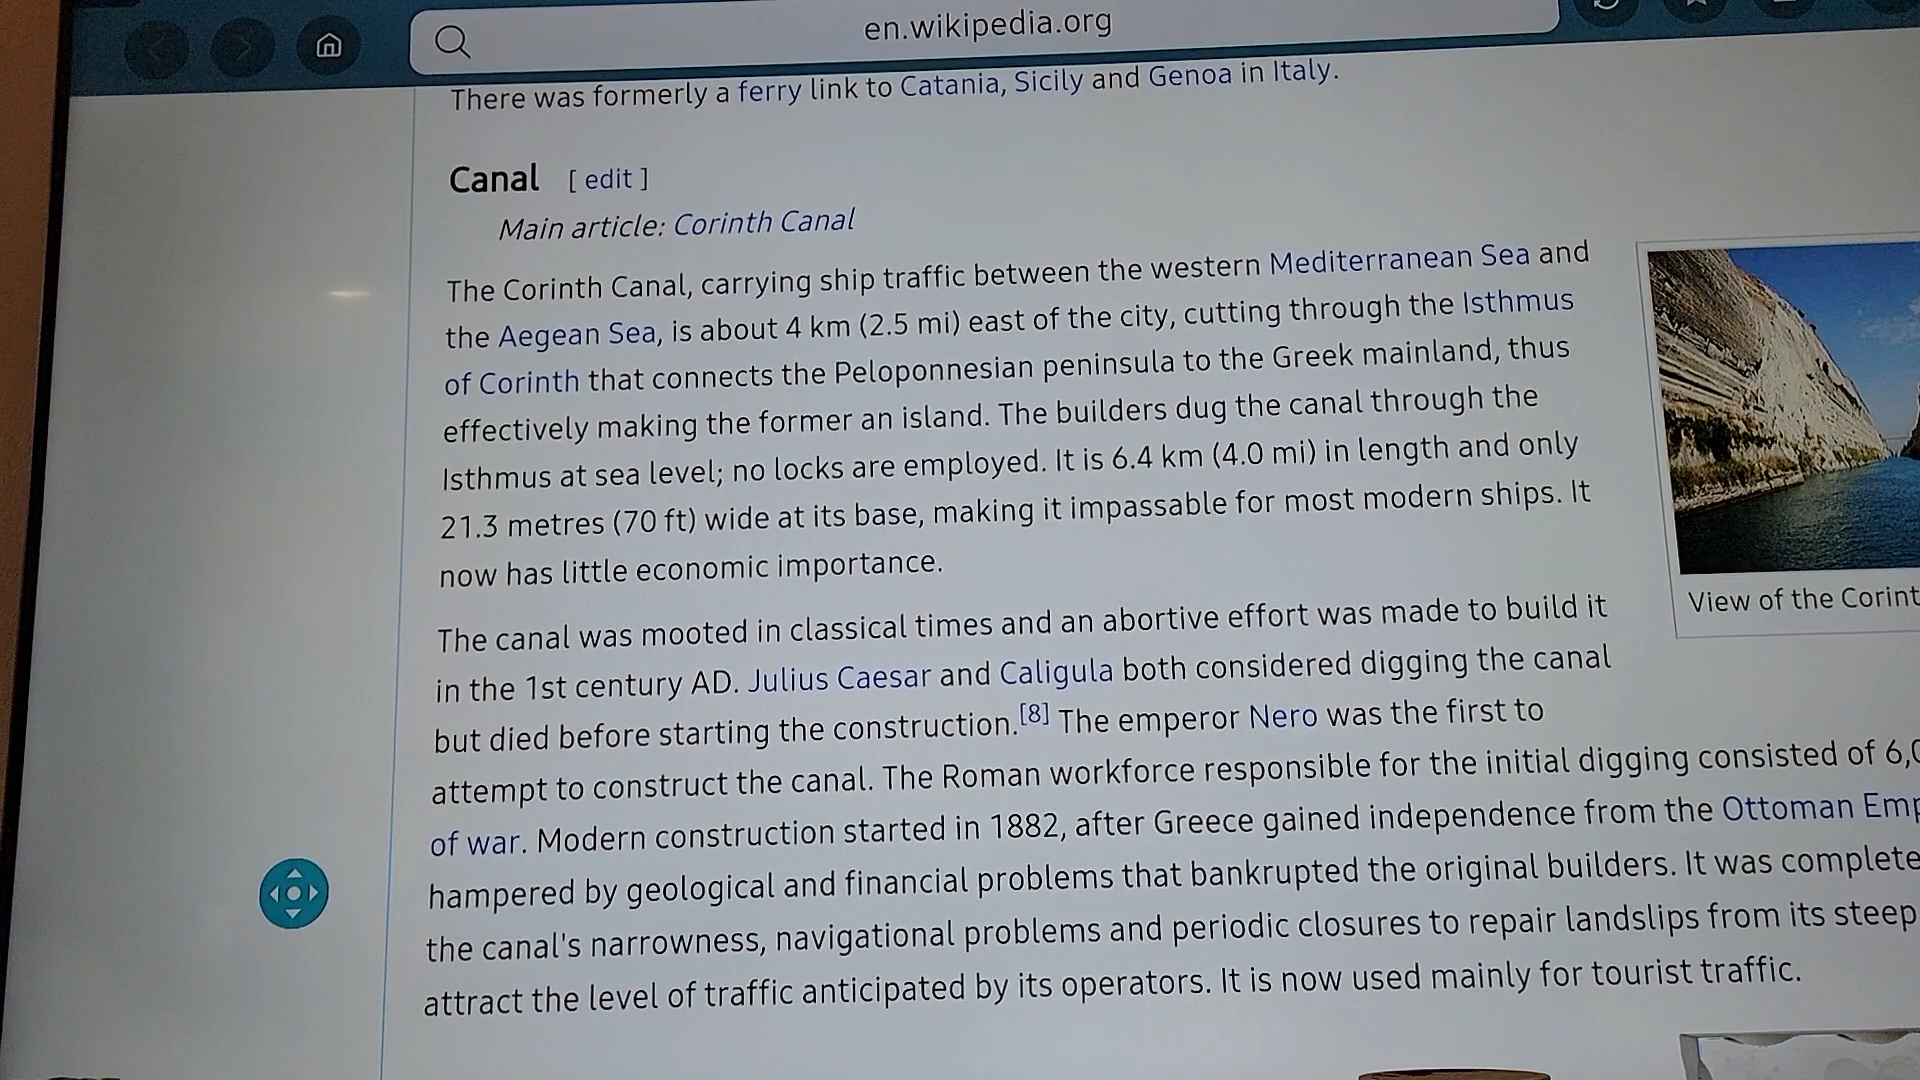 en.wikipedia.org
There was formerly a ferry link to Catania, Sicily and Genoa in Italy.
Canal [ edit ]
Main article: Corinth Canal
The Corinth Canal, carrying ship traffic between the western Mediterranean Sea and
the Aegean Sea, is about 4 km (2.5 mi) east of the city, cutting through the Isthmus
of Corinth that connects the Peloponnesian peninsula to the Greek mainland, thus
effectively making the former an island. The builders dug the canal through the
Isthmus at sea level; no locks are employed. It is 6.4 km (4.0 mi) in length and only
21.3 metres (70 ft) wide at its base, making it impassable for most modern ships. It
now has little economic importance.
View of the Corint
The canal was mooted in classical times and an abortive effort was made to build it
in the 1st century AD. Julius Caesar and Caligula both considered digging the canal
but died before starting the construction.[8] The emperor Nero was the first to
attempt to construct the canal. The Roman workforce responsible for the initial digging consisted of 6,0
of war. Modern construction started in 1882, after Greece gained independence from the Ottoman Emp
hampered by geological and financial problems that bankrupted the original builders. It was complete
the canal's narrowness, navigational problems and periodic closures to repair landslips from its steep
attract the level of traffic anticipated by its operators. It is now used mainly for tourist traffic.